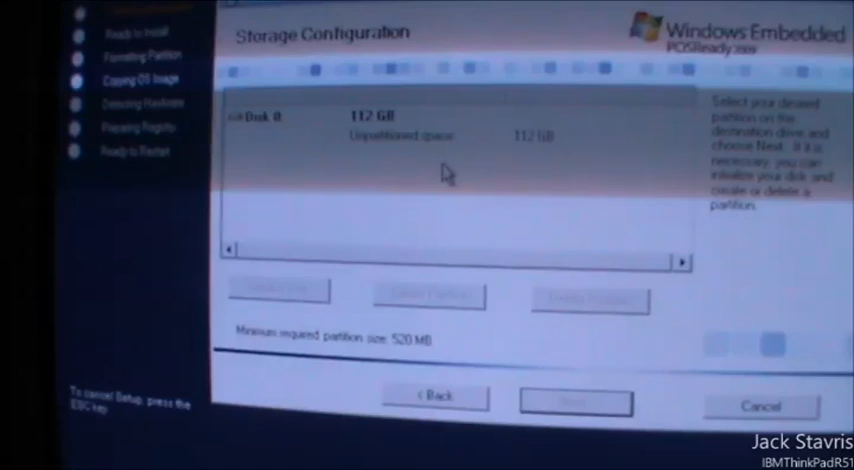 Storage Configuration
Windows Embedded
POSReady 2009
Ready to Install
Formatting Partition
Copying OS Image
Detecting Hardware
Preparing Registry
Ready to Restart
Disk 0 112 GB
Unpartitioned space 112 GB
Select your desired
partition on the
destination drive and
choose Next. If it is
necessary, you can
initialize your disk and
create or delete a
partition.
Minimum required partition size: 520 MB
To cancel Setup, press the
ESC key
< Back
Cancel
Jack Stavris
IBMThinkPadR51